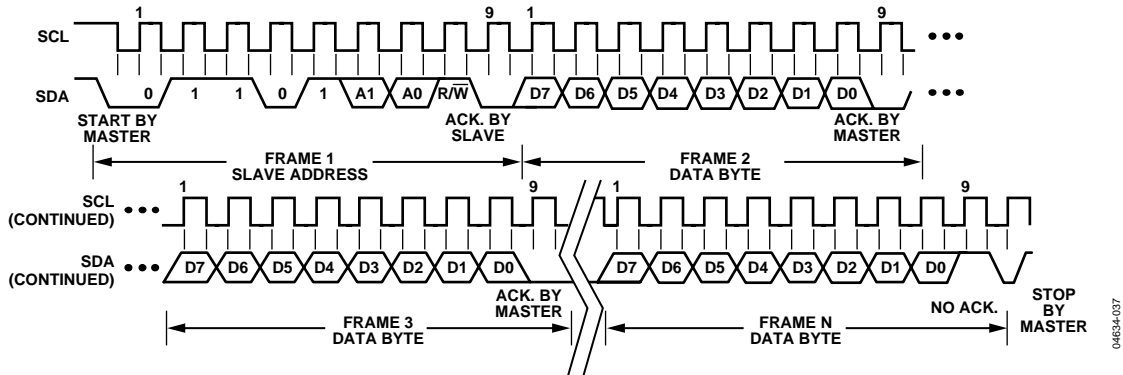 1 9 1 9
SCL
SDA
0 1 1 0 1 A1 A0 R/W̅ D7 D6 D5 D4 D3 D2 D1 D0
START BY
MASTER
ACK. BY
SLAVE
ACK. BY
MASTER
FRAME 1
SLAVE ADDRESS
FRAME 2
DATA BYTE
1 9 1 9
SCL
(CONTINUED)
SDA
(CONTINUED)
D7 D6 D5 D4 D3 D2 D1 D0 D7 D6 D5 D4 D3 D2 D1 D0
ACK. BY
MASTER
NO ACK.
STOP
BY
MASTER
FRAME 3
DATA BYTE
FRAME N
DATA BYTE
04634-037